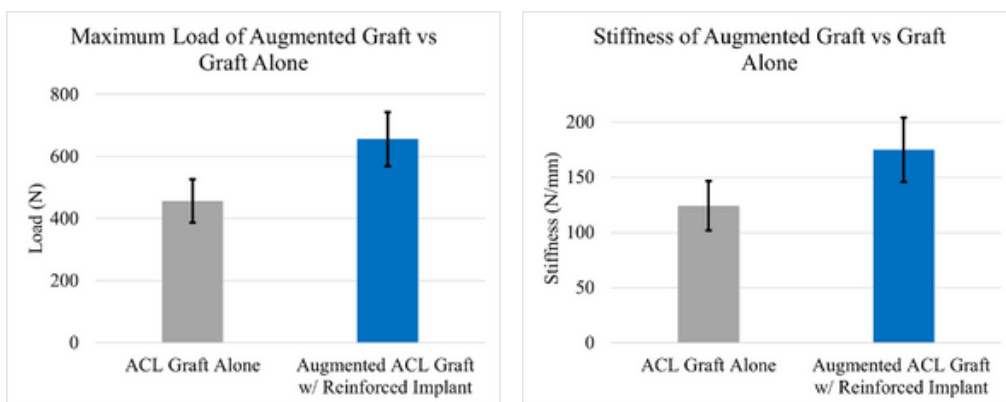 Maximum Load of Augmented Graft vs
Graft Alone
800
600
400
200
0
Load (N)
ACL Graft Alone
Augmented ACL Graft
w/ Reinforced Implant
Stiffness of Augmented Graft vs Graft
Alone
200
150
100
50
0
Stiffness (N/mm)
ACL Graft Alone
Augmented ACL Graft
w/ Reinforced Implant